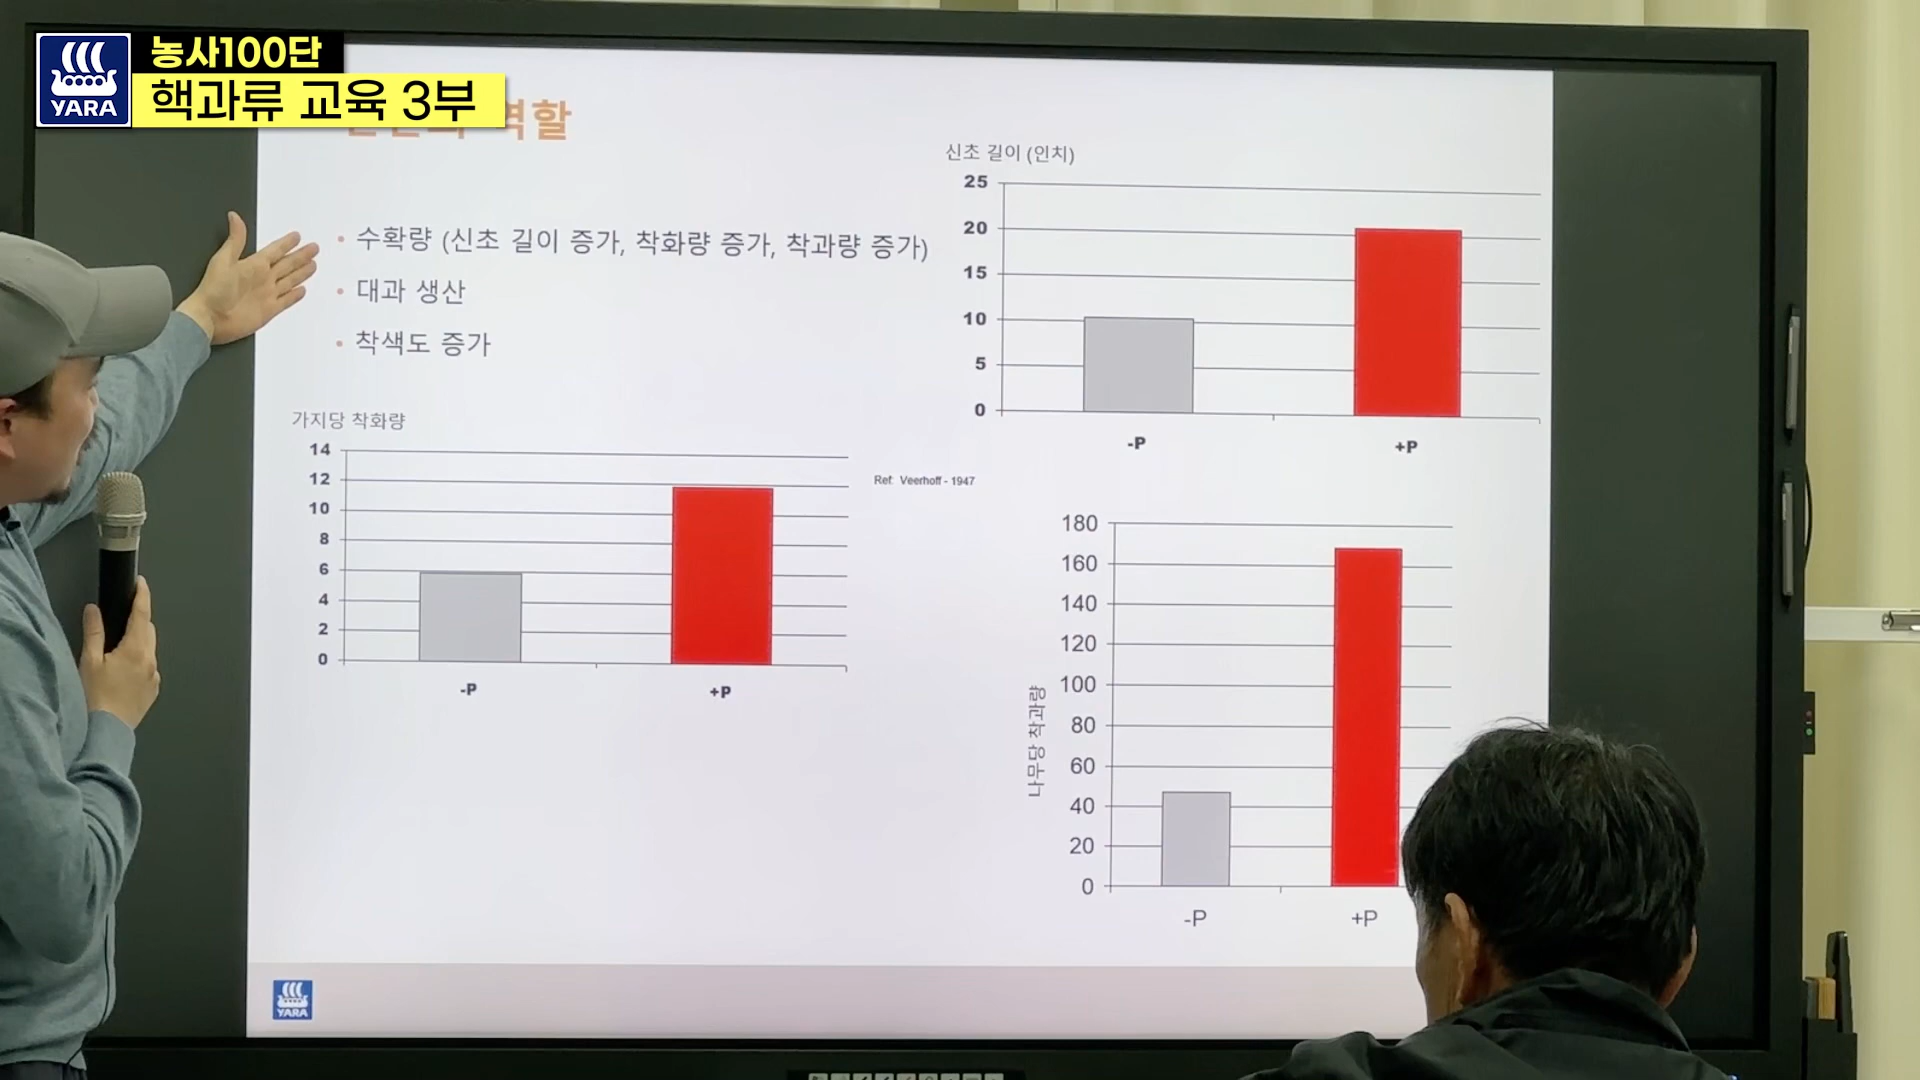 YARA
농사100단
핵과류 교육 3부
역할
수확량 (신초 길이 증가, 착화량 증가, 착과량 증가)
대과 생산
착색도 증가
신초 길이 (인치)
25
20
15
10
5
0
-P
+P
가지당 착화량
14
12
10
8
6
4
2
0
-P
+P
Ref: Veerhoff - 1947
나무당 착과량
180
160
140
120
100
80
60
40
20
0
-P
+P
YARA